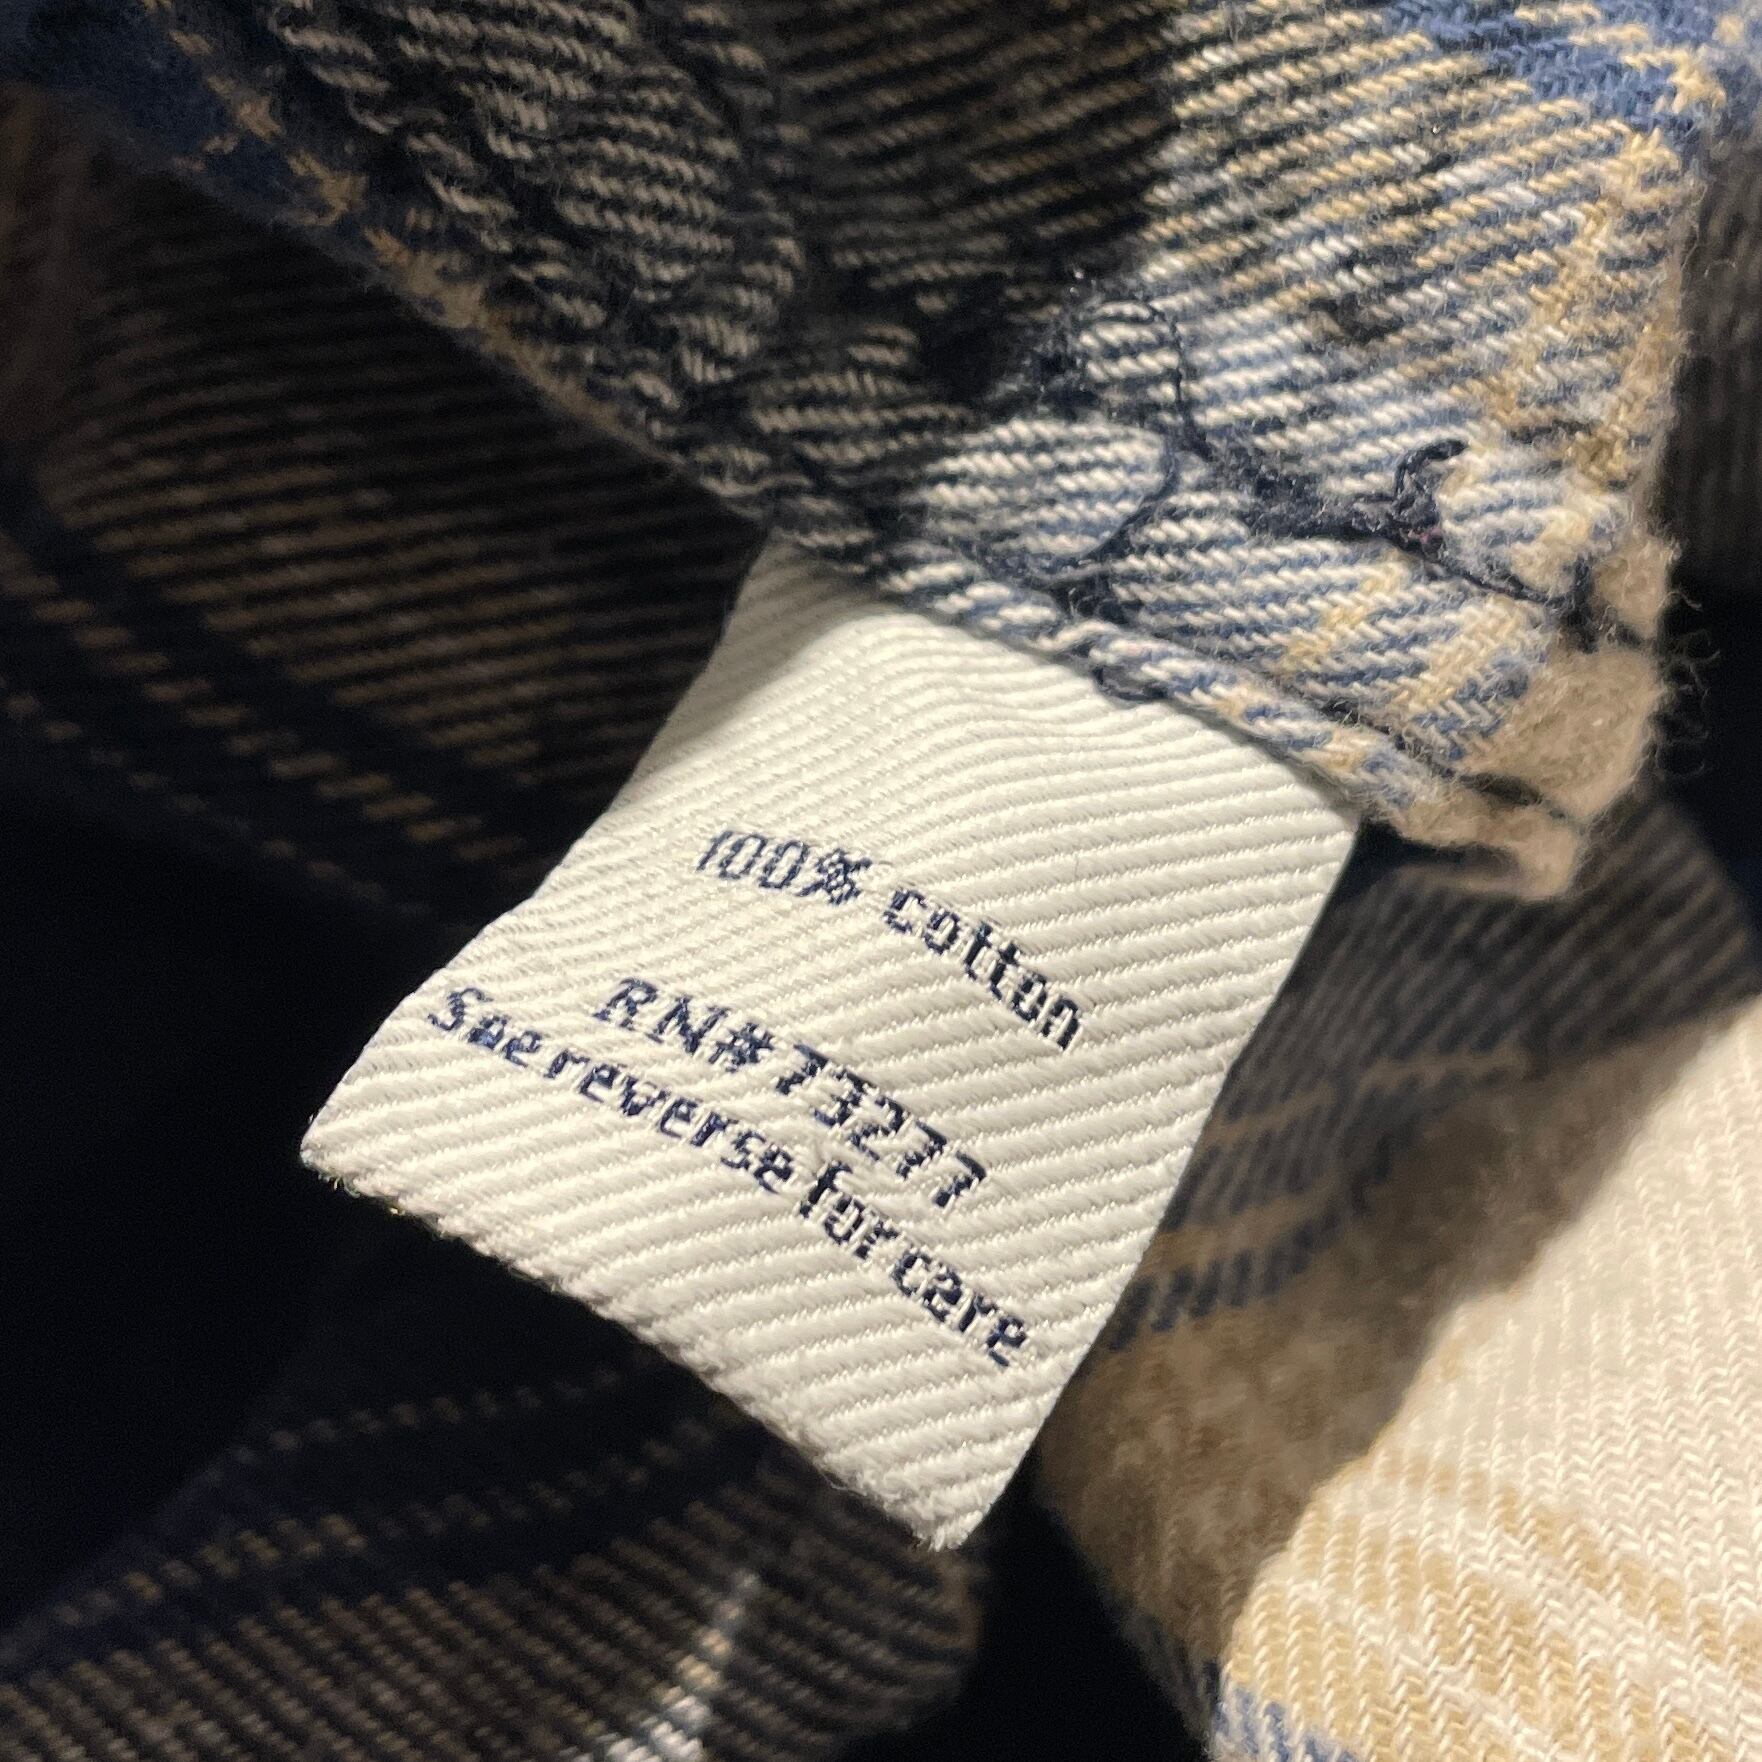 100% cotton
RN#73277
See reverse for care